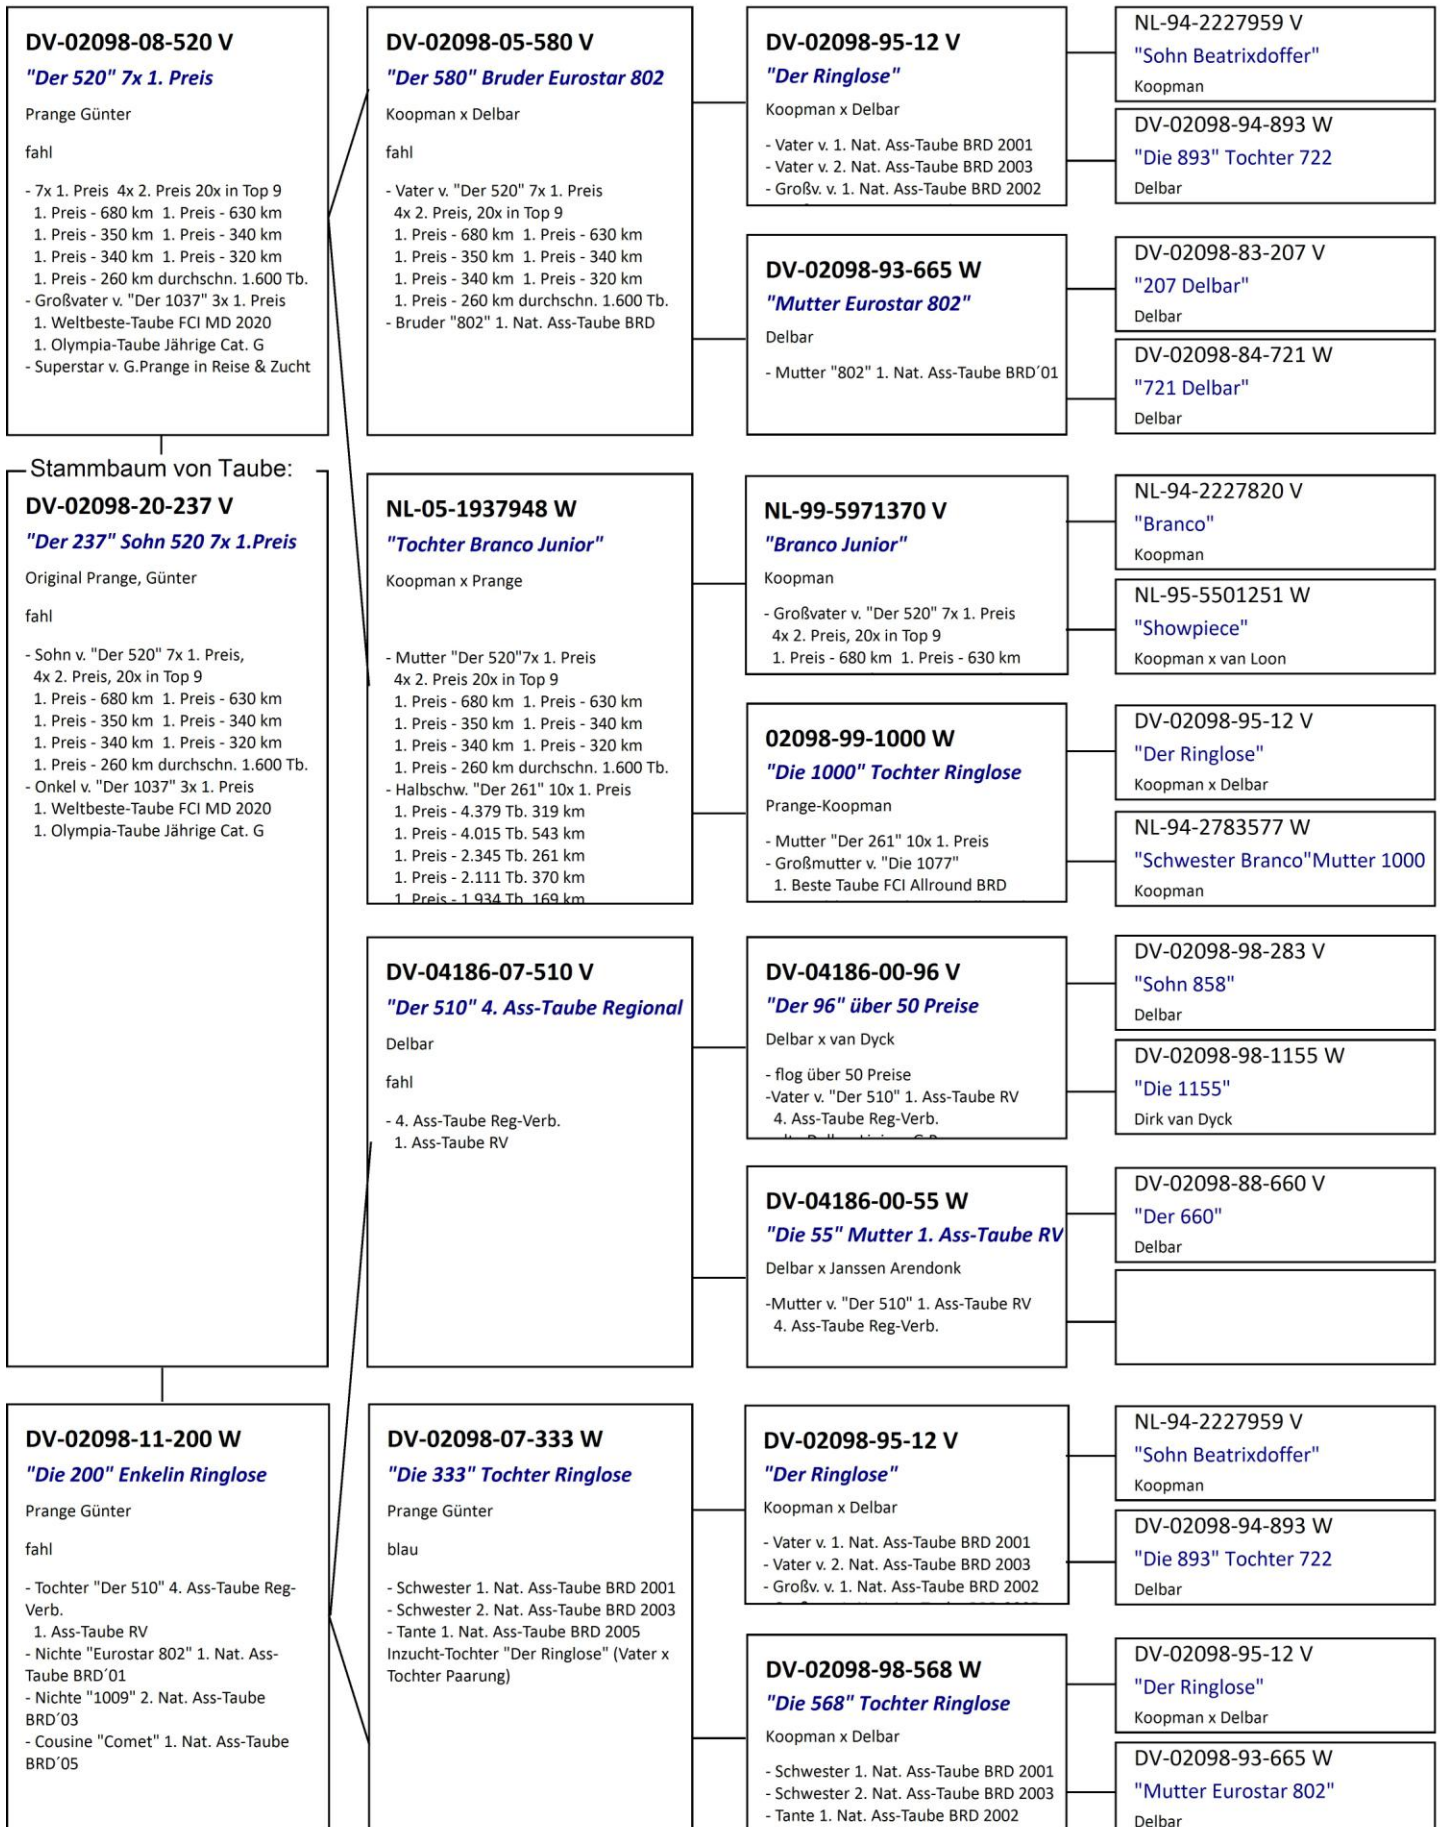 DV-02098-08-520 V
"Der 520" 7x 1. Preis
Prange Günter
fahl
- 7x 1. Preis 4x 2. Preis 20x in Top 9
1. Preis - 680 km 1. Preis - 630 km
1. Preis - 350 km 1. Preis - 340 km
1. Preis - 340 km 1. Preis - 320 km
1. Preis - 260 km durchschn. 1.600 Tb.
- Großvater v. "Der 1037" 3x 1. Preis
1. Weltbeste-Taube FCI MD 2020
1. Olympia-Taube Jährige Cat. G
- Superstar v. G.Prange in Reise & Zucht
Stammbaum von Taube:
DV-02098-20-237 V
"Der 237" Sohn 520 7x 1.Preis
Original Prange, Günter
fahl
- Sohn v. "Der 520" 7x 1. Preis,
4x 2. Preis, 20x in Top 9
1. Preis - 680 km 1. Preis - 630 km
1. Preis - 350 km 1. Preis - 340 km
1. Preis - 340 km 1. Preis - 320 km
1. Preis - 260 km durchschn. 1.600 Tb.
- Onkel v. "Der 1037" 3x 1. Preis
1. Weltbeste-Taube FCI MD 2020
1. Olympia-Taube Jährige Cat. G
DV-02098-11-200 W
"Die 200" Enkelin Ringlose
Prange Günter
fahl
- Tochter "Der 510" 4. Ass-Taube Reg-
Verb.
1. Ass-Taube RV
- Nichte "Eurostar 802" 1. Nat. Ass-
Taube BRD´01
- Nichte "1009" 2. Nat. Ass-Taube
BRD´03
- Cousine "Comet" 1. Nat. Ass-Taube
BRD´05
DV-02098-05-580 V
"Der 580" Bruder Eurostar 802
Koopman x Delbar
fahl
- Vater v. "Der 520" 7x 1. Preis
4x 2. Preis, 20x in Top 9
1. Preis - 680 km 1. Preis - 630 km
1. Preis - 350 km 1. Preis - 340 km
1. Preis - 340 km 1. Preis - 320 km
1. Preis - 260 km durchschn. 1.600 Tb.
- Bruder "802" 1. Nat. Ass-Taube BRD
NL-05-1937948 W
"Tochter Branco Junior"
Koopman x Prange
- Mutter "Der 520"7x 1. Preis
4x 2. Preis 20x in Top 9
1. Preis - 680 km 1. Preis - 630 km
1. Preis - 350 km 1. Preis - 340 km
1. Preis - 340 km 1. Preis - 320 km
1. Preis - 260 km durchschn. 1.600 Tb.
- Halbschw. "Der 261" 10x 1. Preis
1. Preis - 4.379 Tb. 319 km
1. Preis - 4.015 Tb. 543 km
1. Preis - 2.345 Tb. 261 km
1. Preis - 2.111 Tb. 370 km
1. Preis - 1.934 Tb. 169 km
DV-04186-07-510 V
"Der 510" 4. Ass-Taube Regional
Delbar
fahl
- 4. Ass-Taube Reg-Verb.
1. Ass-Taube RV
DV-02098-07-333 W
"Die 333" Tochter Ringlose
Prange Günter
blau
- Schwester 1. Nat. Ass-Taube BRD 2001
- Schwester 2. Nat. Ass-Taube BRD 2003
- Tante 1. Nat. Ass-Taube BRD 2005
Inzucht-Tochter "Der Ringlose" (Vater x
Tochter Paarung)
DV-02098-95-12 V
"Der Ringlose"
Koopman x Delbar
- Vater v. 1. Nat. Ass-Taube BRD 2001
- Vater v. 2. Nat. Ass-Taube BRD 2003
- Großv. v. 1. Nat. Ass-Taube BRD 2002
DV-02098-93-665 W
"Mutter Eurostar 802"
Delbar
- Mutter "802" 1. Nat. Ass-Taube BRD´01
NL-99-5971370 V
"Branco Junior"
Koopman
- Großvater v. "Der 520" 7x 1. Preis
4x 2. Preis, 20x in Top 9
1. Preis - 680 km 1. Preis - 630 km
02098-99-1000 W
"Die 1000" Tochter Ringlose
Prange-Koopman
- Mutter "Der 261" 10x 1. Preis
- Großmutter v. "Die 1077"
1. Beste Taube FCI Allround BRD
DV-04186-00-96 V
"Der 96" über 50 Preise
Delbar x van Dyck
- flog über 50 Preise
-Vater v. "Der 510" 1. Ass-Taube RV
4. Ass-Taube Reg-Verb.
DV-04186-00-55 W
"Die 55" Mutter 1. Ass-Taube RV
Delbar x Janssen Arendonk
-Mutter v. "Der 510" 1. Ass-Taube RV
4. Ass-Taube Reg-Verb.
DV-02098-95-12 V
"Der Ringlose"
Koopman x Delbar
- Vater v. 1. Nat. Ass-Taube BRD 2001
- Vater v. 2. Nat. Ass-Taube BRD 2003
- Großv. v. 1. Nat. Ass-Taube BRD 2002
DV-02098-98-568 W
"Die 568" Tochter Ringlose
Koopman x Delbar
- Schwester 1. Nat. Ass-Taube BRD 2001
- Schwester 2. Nat. Ass-Taube BRD 2003
- Tante 1. Nat. Ass-Taube BRD 2002
NL-94-2227959 V
"Sohn Beatrixdoffer"
Koopman
DV-02098-94-893 W
"Die 893" Tochter 722
Delbar
DV-02098-83-207 V
"207 Delbar"
Delbar
DV-02098-84-721 W
"721 Delbar"
Delbar
NL-94-2227820 V
"Branco"
Koopman
NL-95-5501251 W
"Showpiece"
Koopman x van Loon
DV-02098-95-12 V
"Der Ringlose"
Koopman x Delbar
NL-94-2783577 W
"Schwester Branco"Mutter 1000
Koopman
DV-02098-98-283 V
"Sohn 858"
Delbar
DV-02098-98-1155 W
"Die 1155"
Dirk van Dyck
DV-02098-88-660 V
"Der 660"
Delbar
NL-94-2227959 V
"Sohn Beatrixdoffer"
Koopman
DV-02098-94-893 W
"Die 893" Tochter 722
Delbar
DV-02098-95-12 V
"Der Ringlose"
Koopman x Delbar
DV-02098-93-665 W
"Mutter Eurostar 802"
Delbar